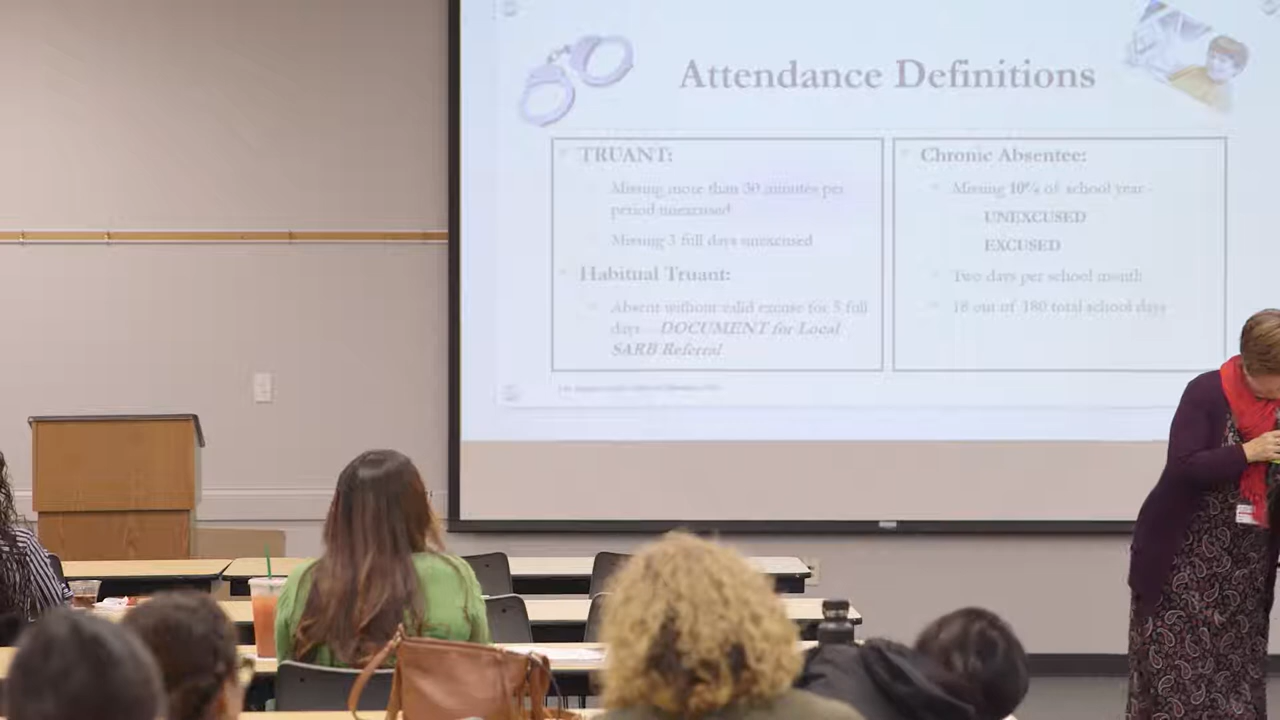 Attendance Definitions
TRUANT:
Missing more than 30 minutes per
period unexcused
Missing 3 full days unexcused
Habitual Truant:
Absent without valid excuse for 5 full
days – DOCUMENT for Local
SARB Referral
Chronic Absentee:
Missing 10% of school year -
UNEXCUSED
EXCUSED
Two days per school month
18 out of 180 total school days